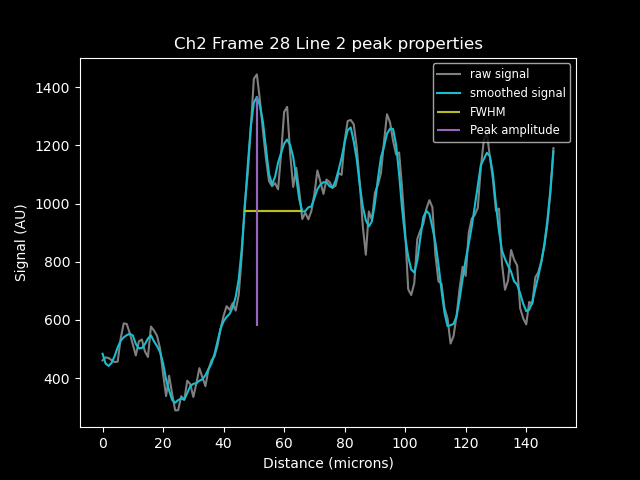 Ch2 Frame 28 Line 2 peak properties
raw signal
smoothed signal
FWHM
Peak amplitude
1400
1200
1000
800
600
400
Signal (AU)
0 20 40 60 80 100 120 140
Distance (microns)